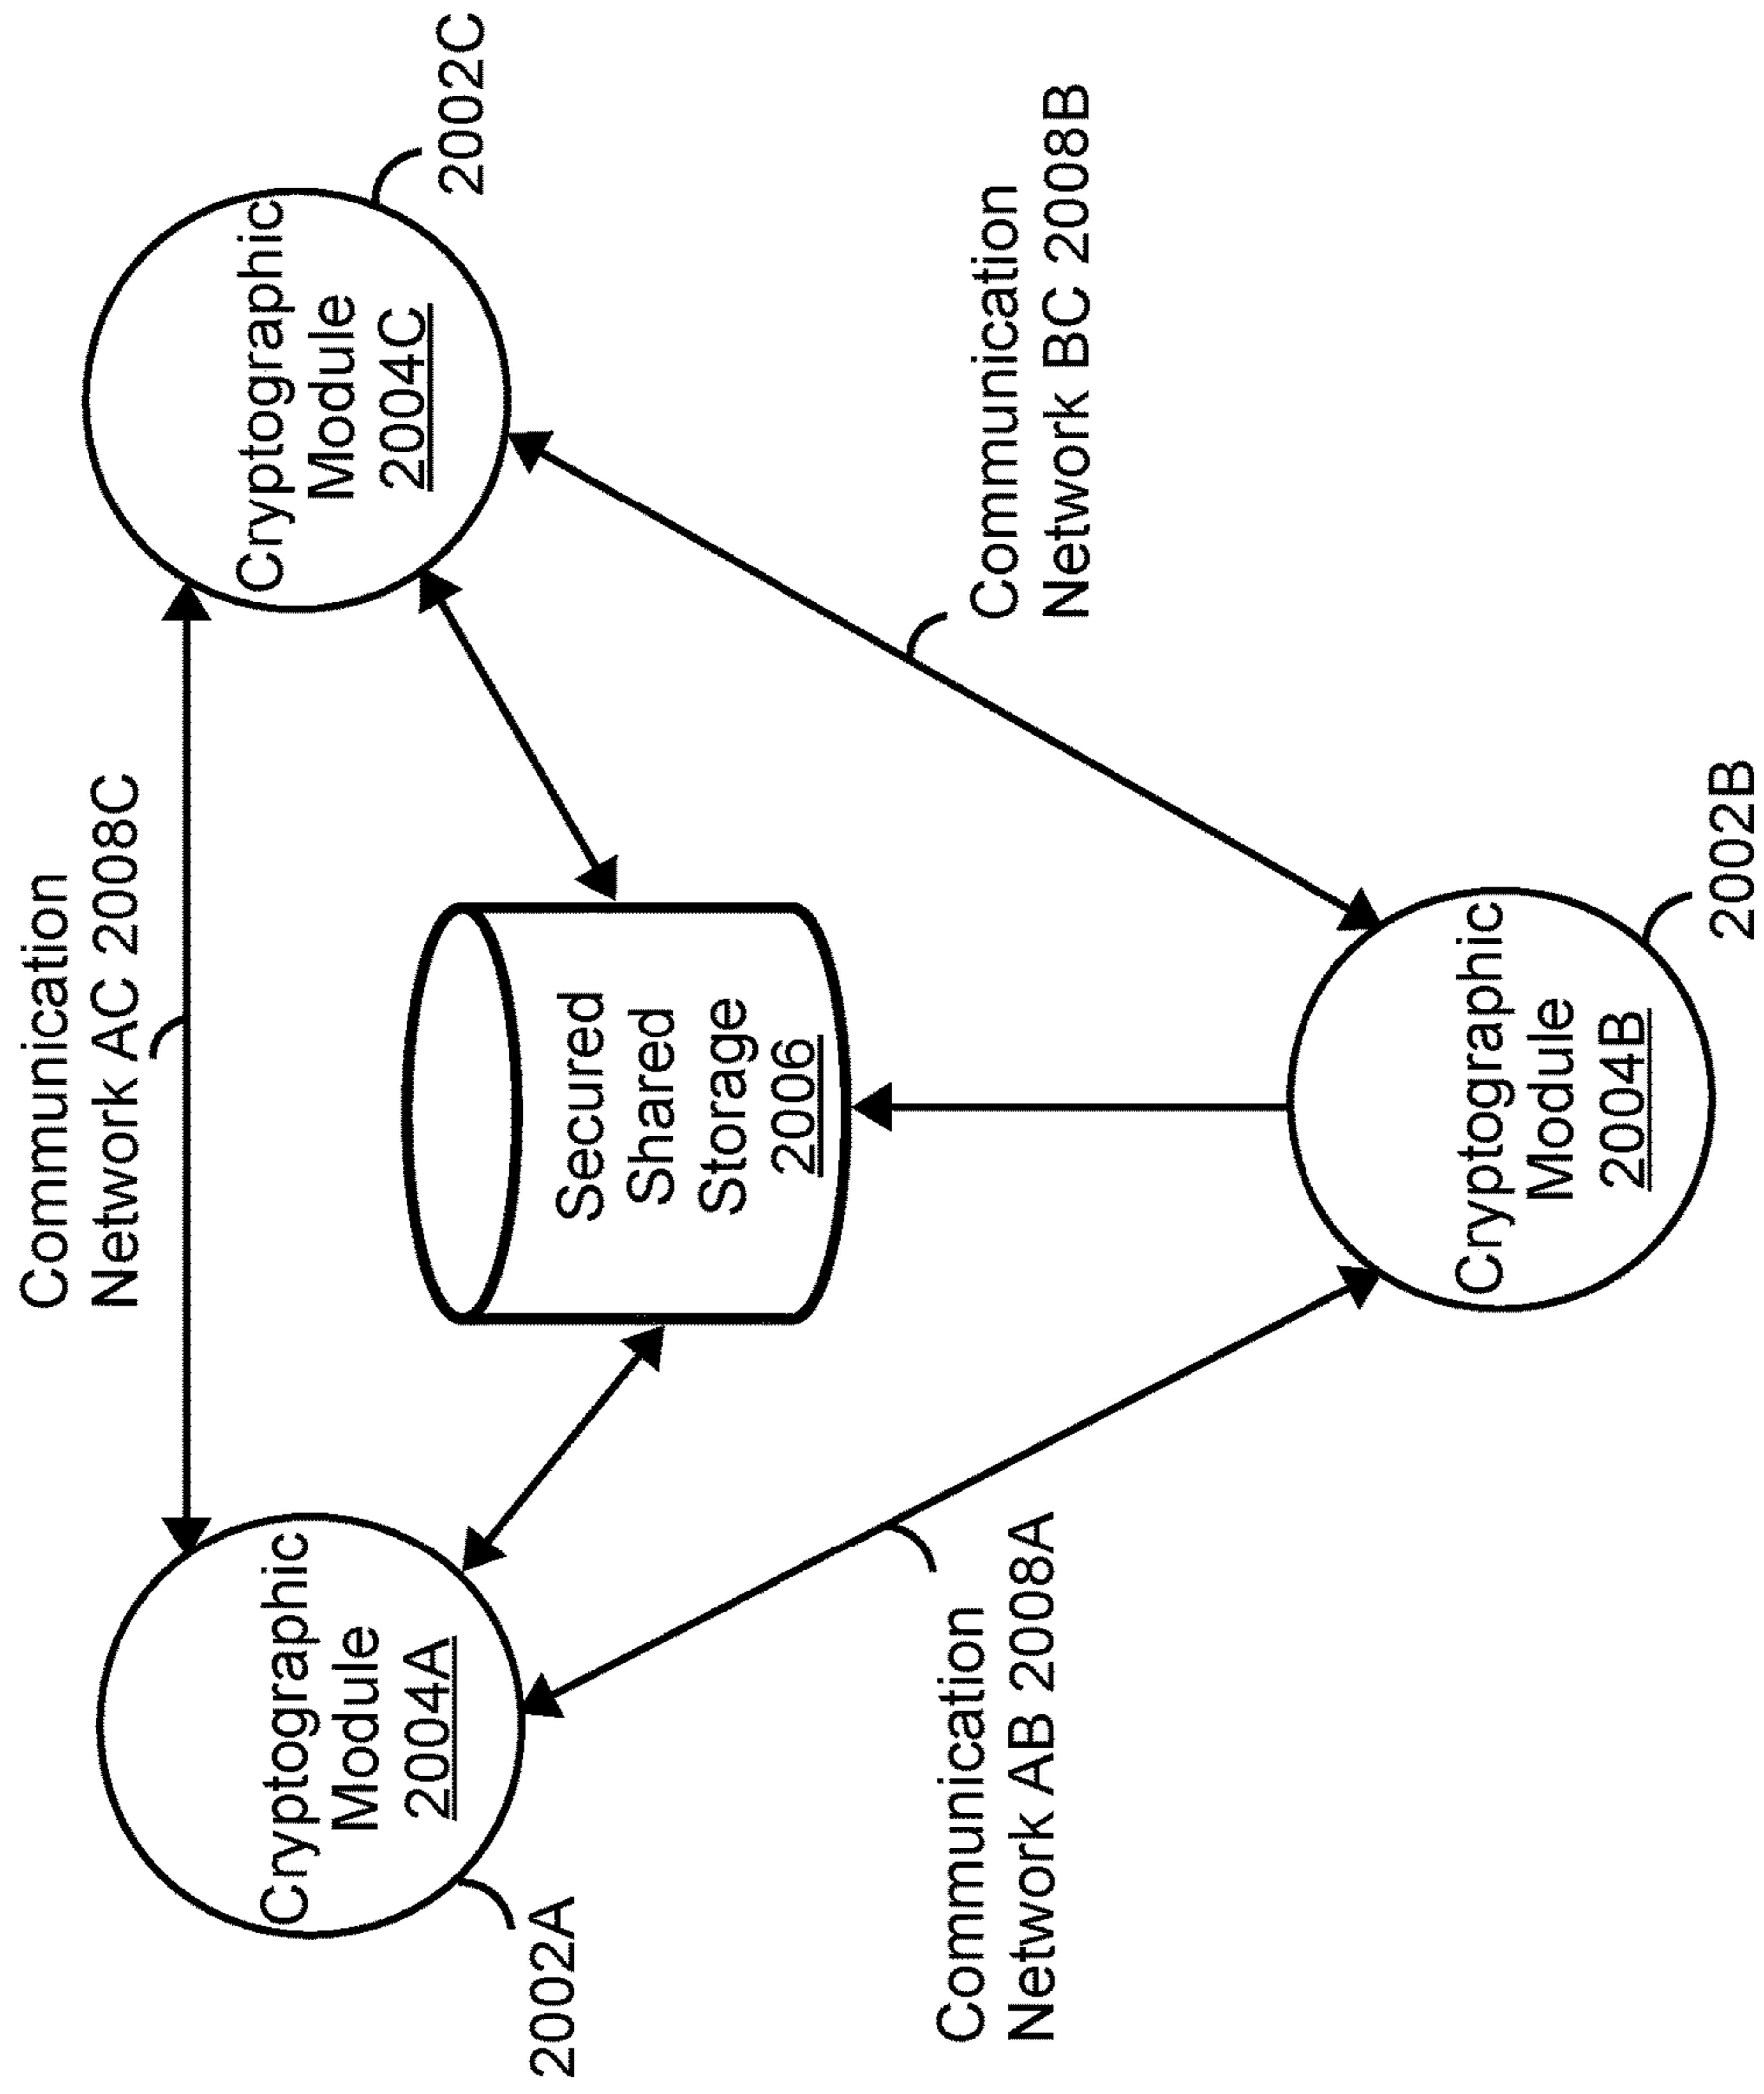 Communication
Network AC 2008C
Cryptographic
Module
2004A
2002A
Cryptographic
Module
2004C
2002C
Secured
Shared
Storage
2006
Communication
Network AB 2008A
Communication
Network BC 2008B
Cryptographic
Module
2004B
2002B